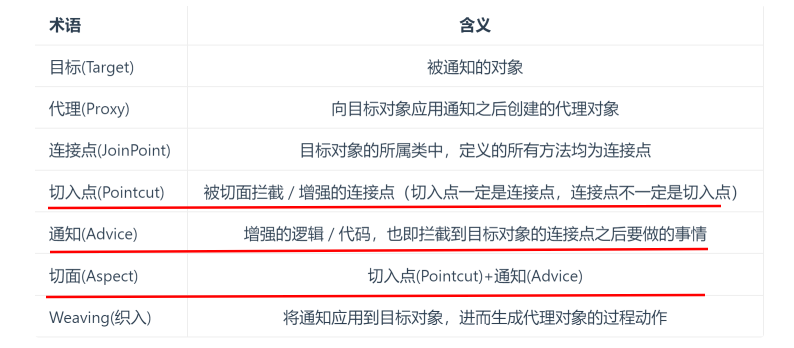 术语 含义
目标(Target) 被通知的对象
代理(Proxy) 向目标对象应用通知之后创建的代理对象
连接点(JoinPoint) 目标对象的所属类中，定义的所有方法均为连接点
切入点(Pointcut) 被切面拦截 / 增强的连接点（切入点一定是连接点，连接点不一定是切入点）
通知(Advice) 增强的逻辑 / 代码，也即拦截到目标对象的连接点之后要做的事情
切面(Aspect) 切入点(Pointcut)+通知(Advice)
Weaving(织入) 将通知应用到目标对象，进而生成代理对象的过程动作